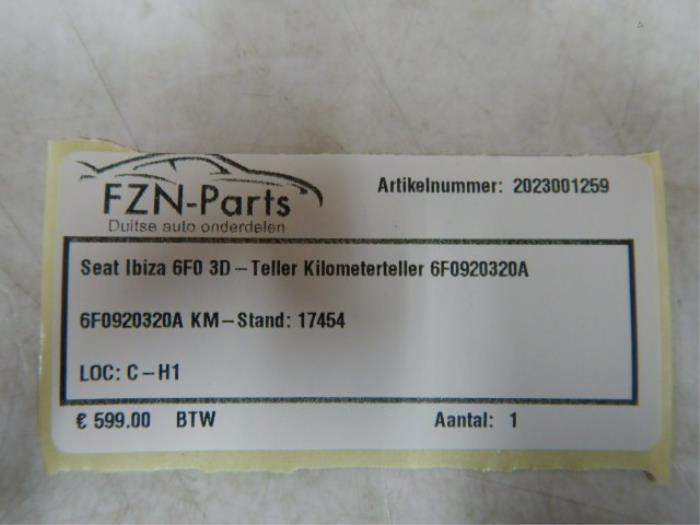 FZN-Parts
Duitse auto onderdelen
Artikelnummer: 2023001259
Seat Ibiza 6F0 3D – Teller Kilometerteller 6F0920320A
6F0920320A KM – Stand: 17454
LOC: C – H1
€ 599.00 BTW Aantal: 1